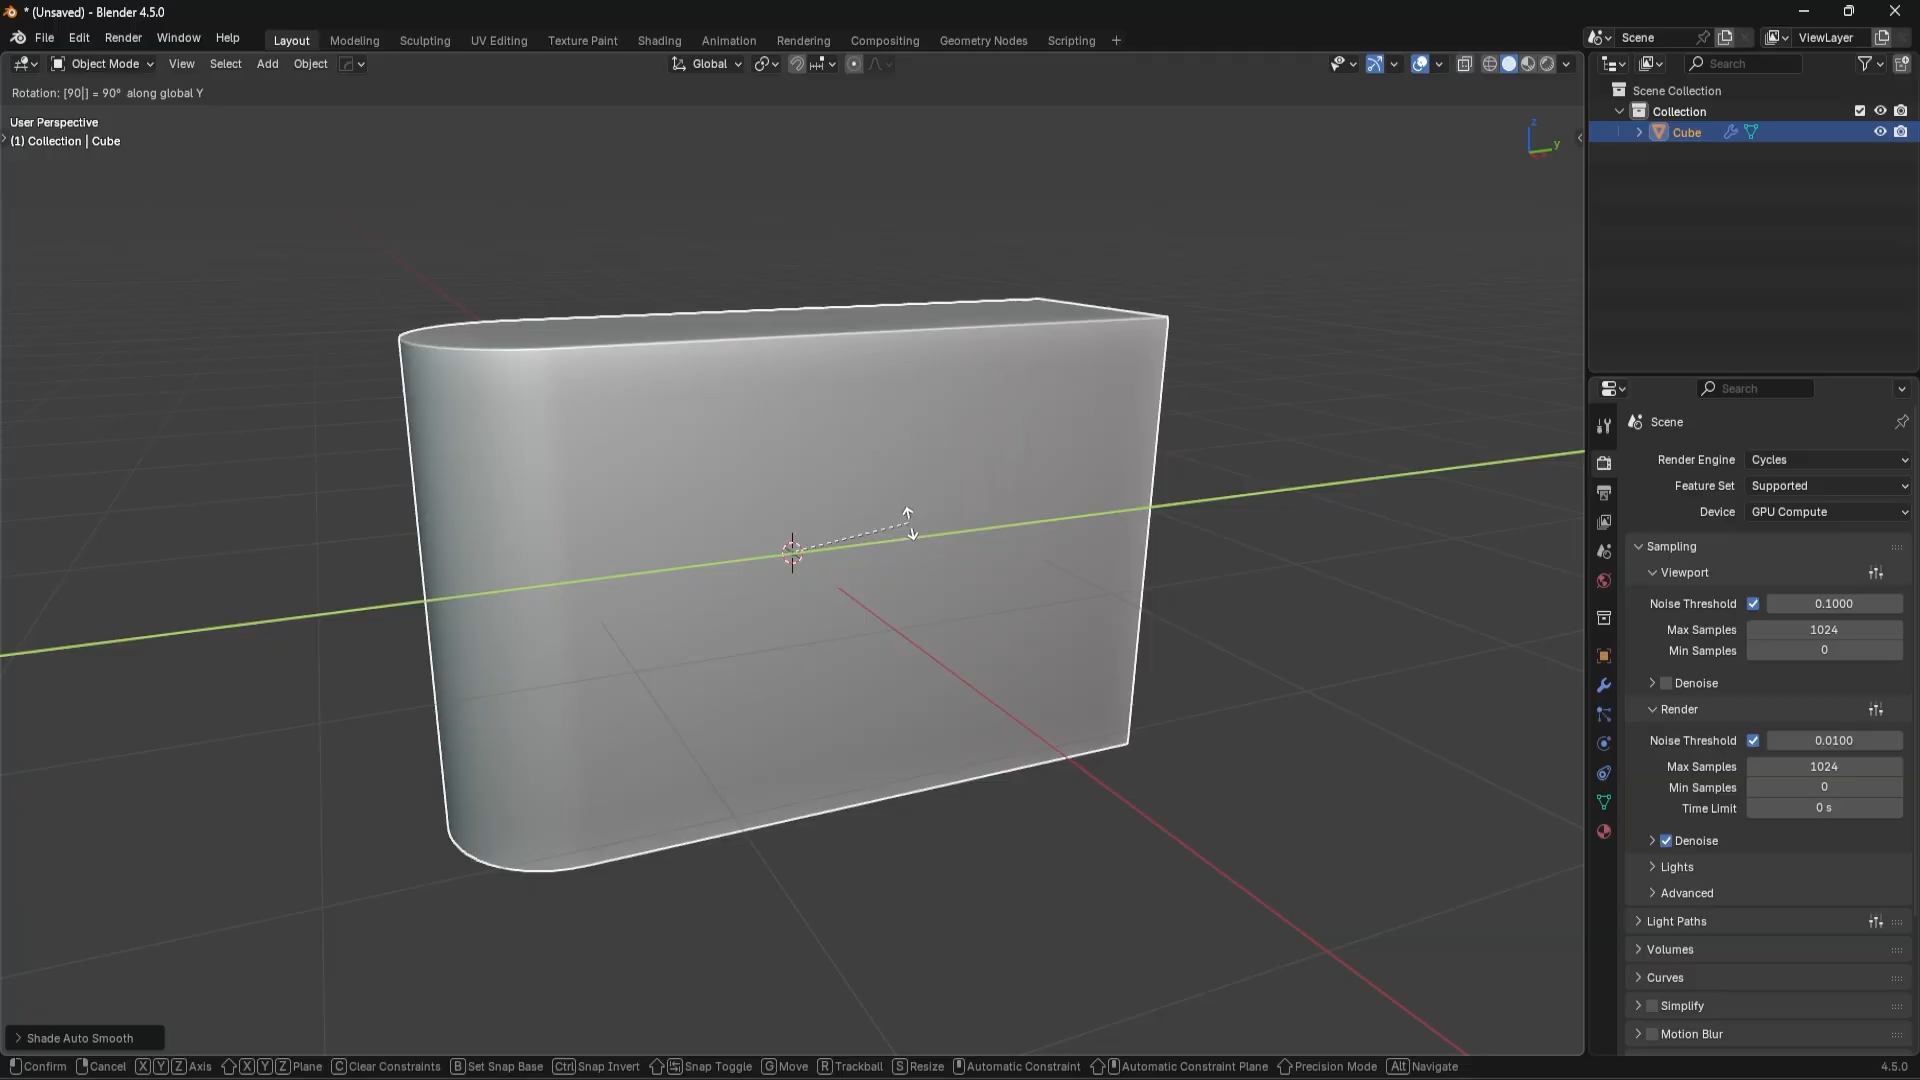 * (Unsaved) - Blender 4.5.0
File Edit Render Window Help Layout Modeling Sculpting UV Editing Texture Paint Shading Animation Rendering Compositing Geometry Nodes Scripting + Scene ViewLayer
Object Mode View Select Add Object Global Search
Rotation: [90|] = 90° along global Y
User Perspective
(1) Collection | Cube
z
y
Scene Collection
Collection
Cube
Search
Scene
Render Engine Cycles
Feature Set Supported
Device GPU Compute
Sampling
Viewport
Noise Threshold 0.1000
Max Samples 1024
Min Samples 0
Denoise
Render
Noise Threshold 0.0100
Max Samples 1024
Min Samples 0
Time Limit 0 s
Denoise
Lights
Advanced
Light Paths
Volumes
Curves
Simplify
Motion Blur
Shade Auto Smooth
Confirm Cancel X Y Z Axis X Y Z Plane C Clear Constraints B Set Snap Base Ctrl Snap Invert Snap Toggle G Move R Trackball S Resize Automatic Constraint Automatic Constraint Plane Precision Mode Alt Navigate 4.5.0